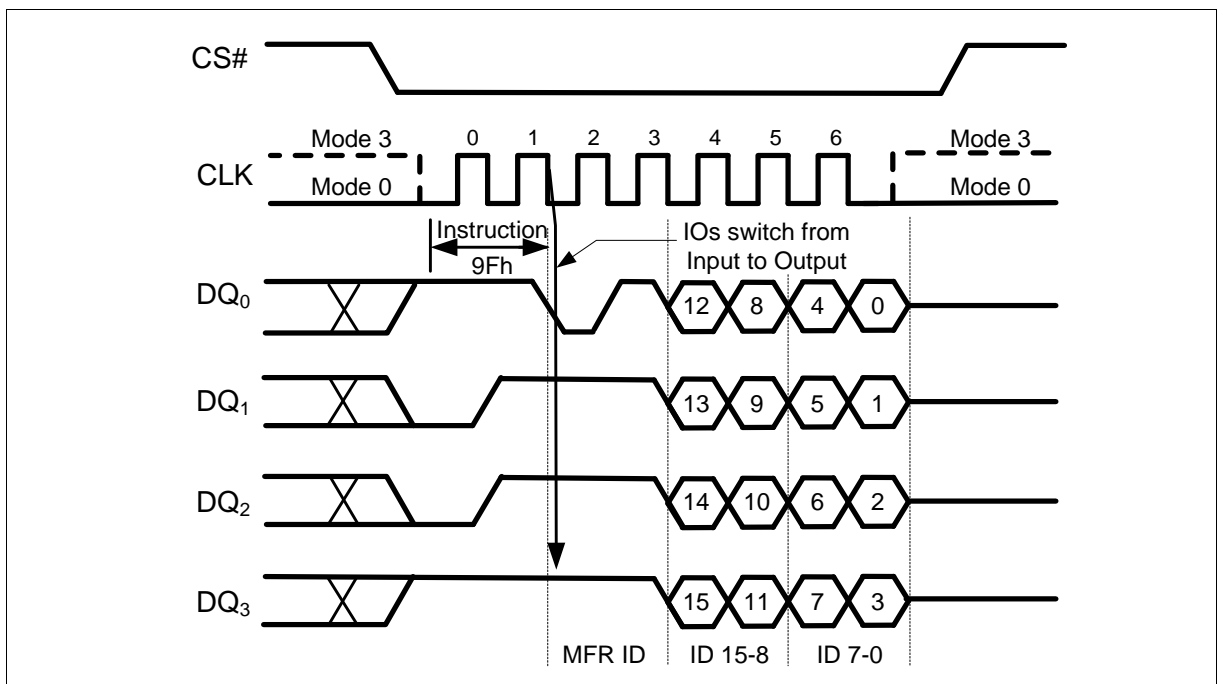 CS#
Mode 3 0 1 2 3 4 5 6 Mode 3
CLK
Mode 0 Mode 0
Instruction
9Fh
IOs switch from
Input to Output
DQ0 12 8 4 0
DQ1 13 9 5 1
DQ2 14 10 6 2
DQ3 15 11 7 3
MFR ID ID 15-8 ID 7-0